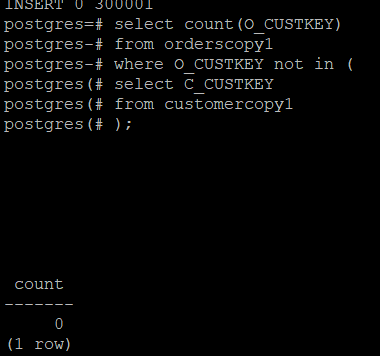 INSERT 0 300001
postgres=# select count(O_CUSTKEY)
postgres-# from orderscopy1
postgres-# where O_CUSTKEY not in (
postgres(# select C_CUSTKEY
postgres(# from customercopy1
postgres(# );
count
-------
0
(1 row)